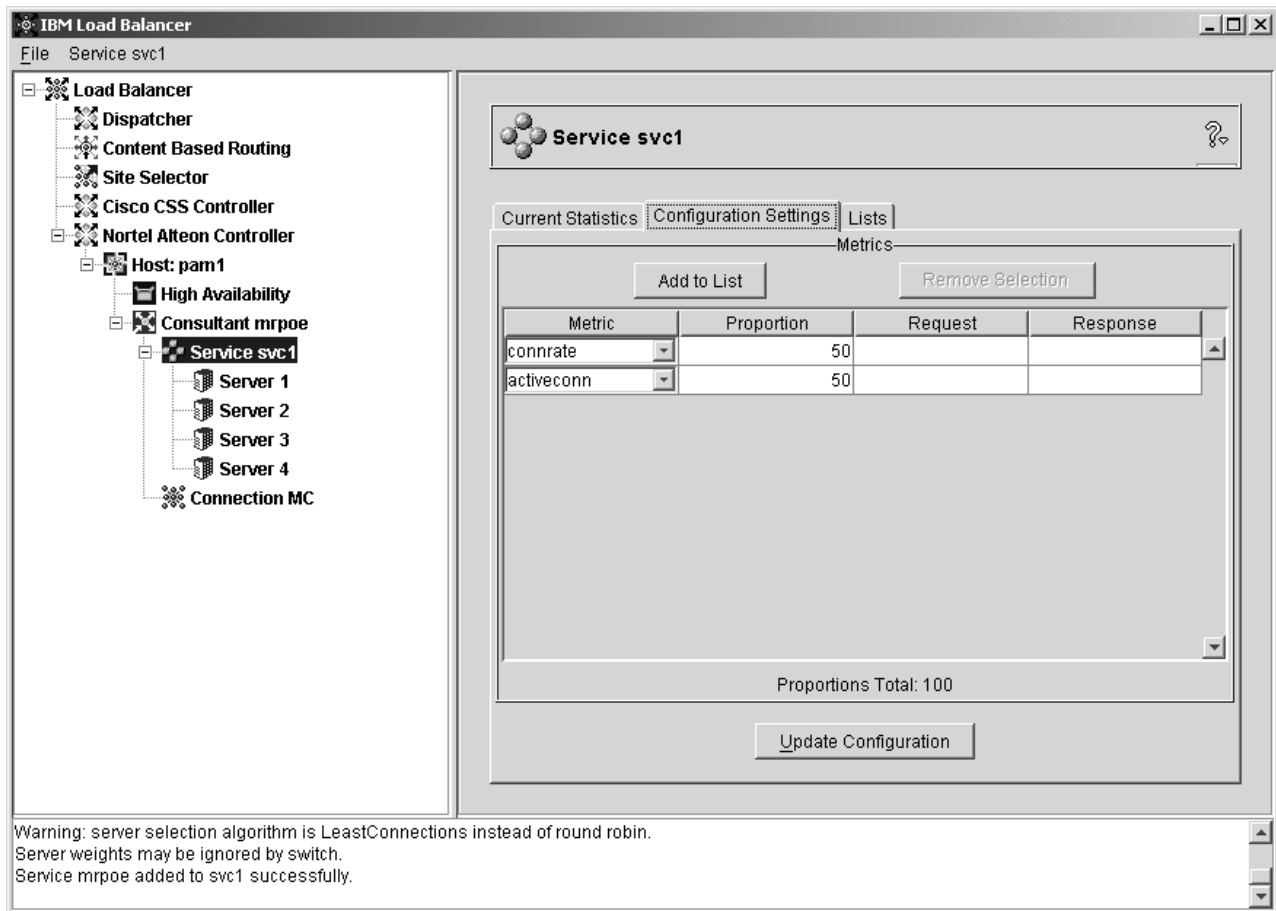 IBM Load Balancer
File Service svc1
Load Balancer
Dispatcher
Content Based Routing
Site Selector
Cisco CSS Controller
Nortel Alteon Controller
Host: pam1
High Availability
Consultant mrpoe
Service svc1
Server 1
Server 2
Server 3
Server 4
Connection MC
Service svc1
?
Current Statistics Configuration Settings Lists
Metrics
Add to List Remove Selection
Metric Proportion Request Response
connrate 50
activeconn 50
Proportions Total: 100
Update Configuration
Warning: server selection algorithm is LeastConnections instead of round robin.
Server weights may be ignored by switch.
Service mrpoe added to svc1 successfully.